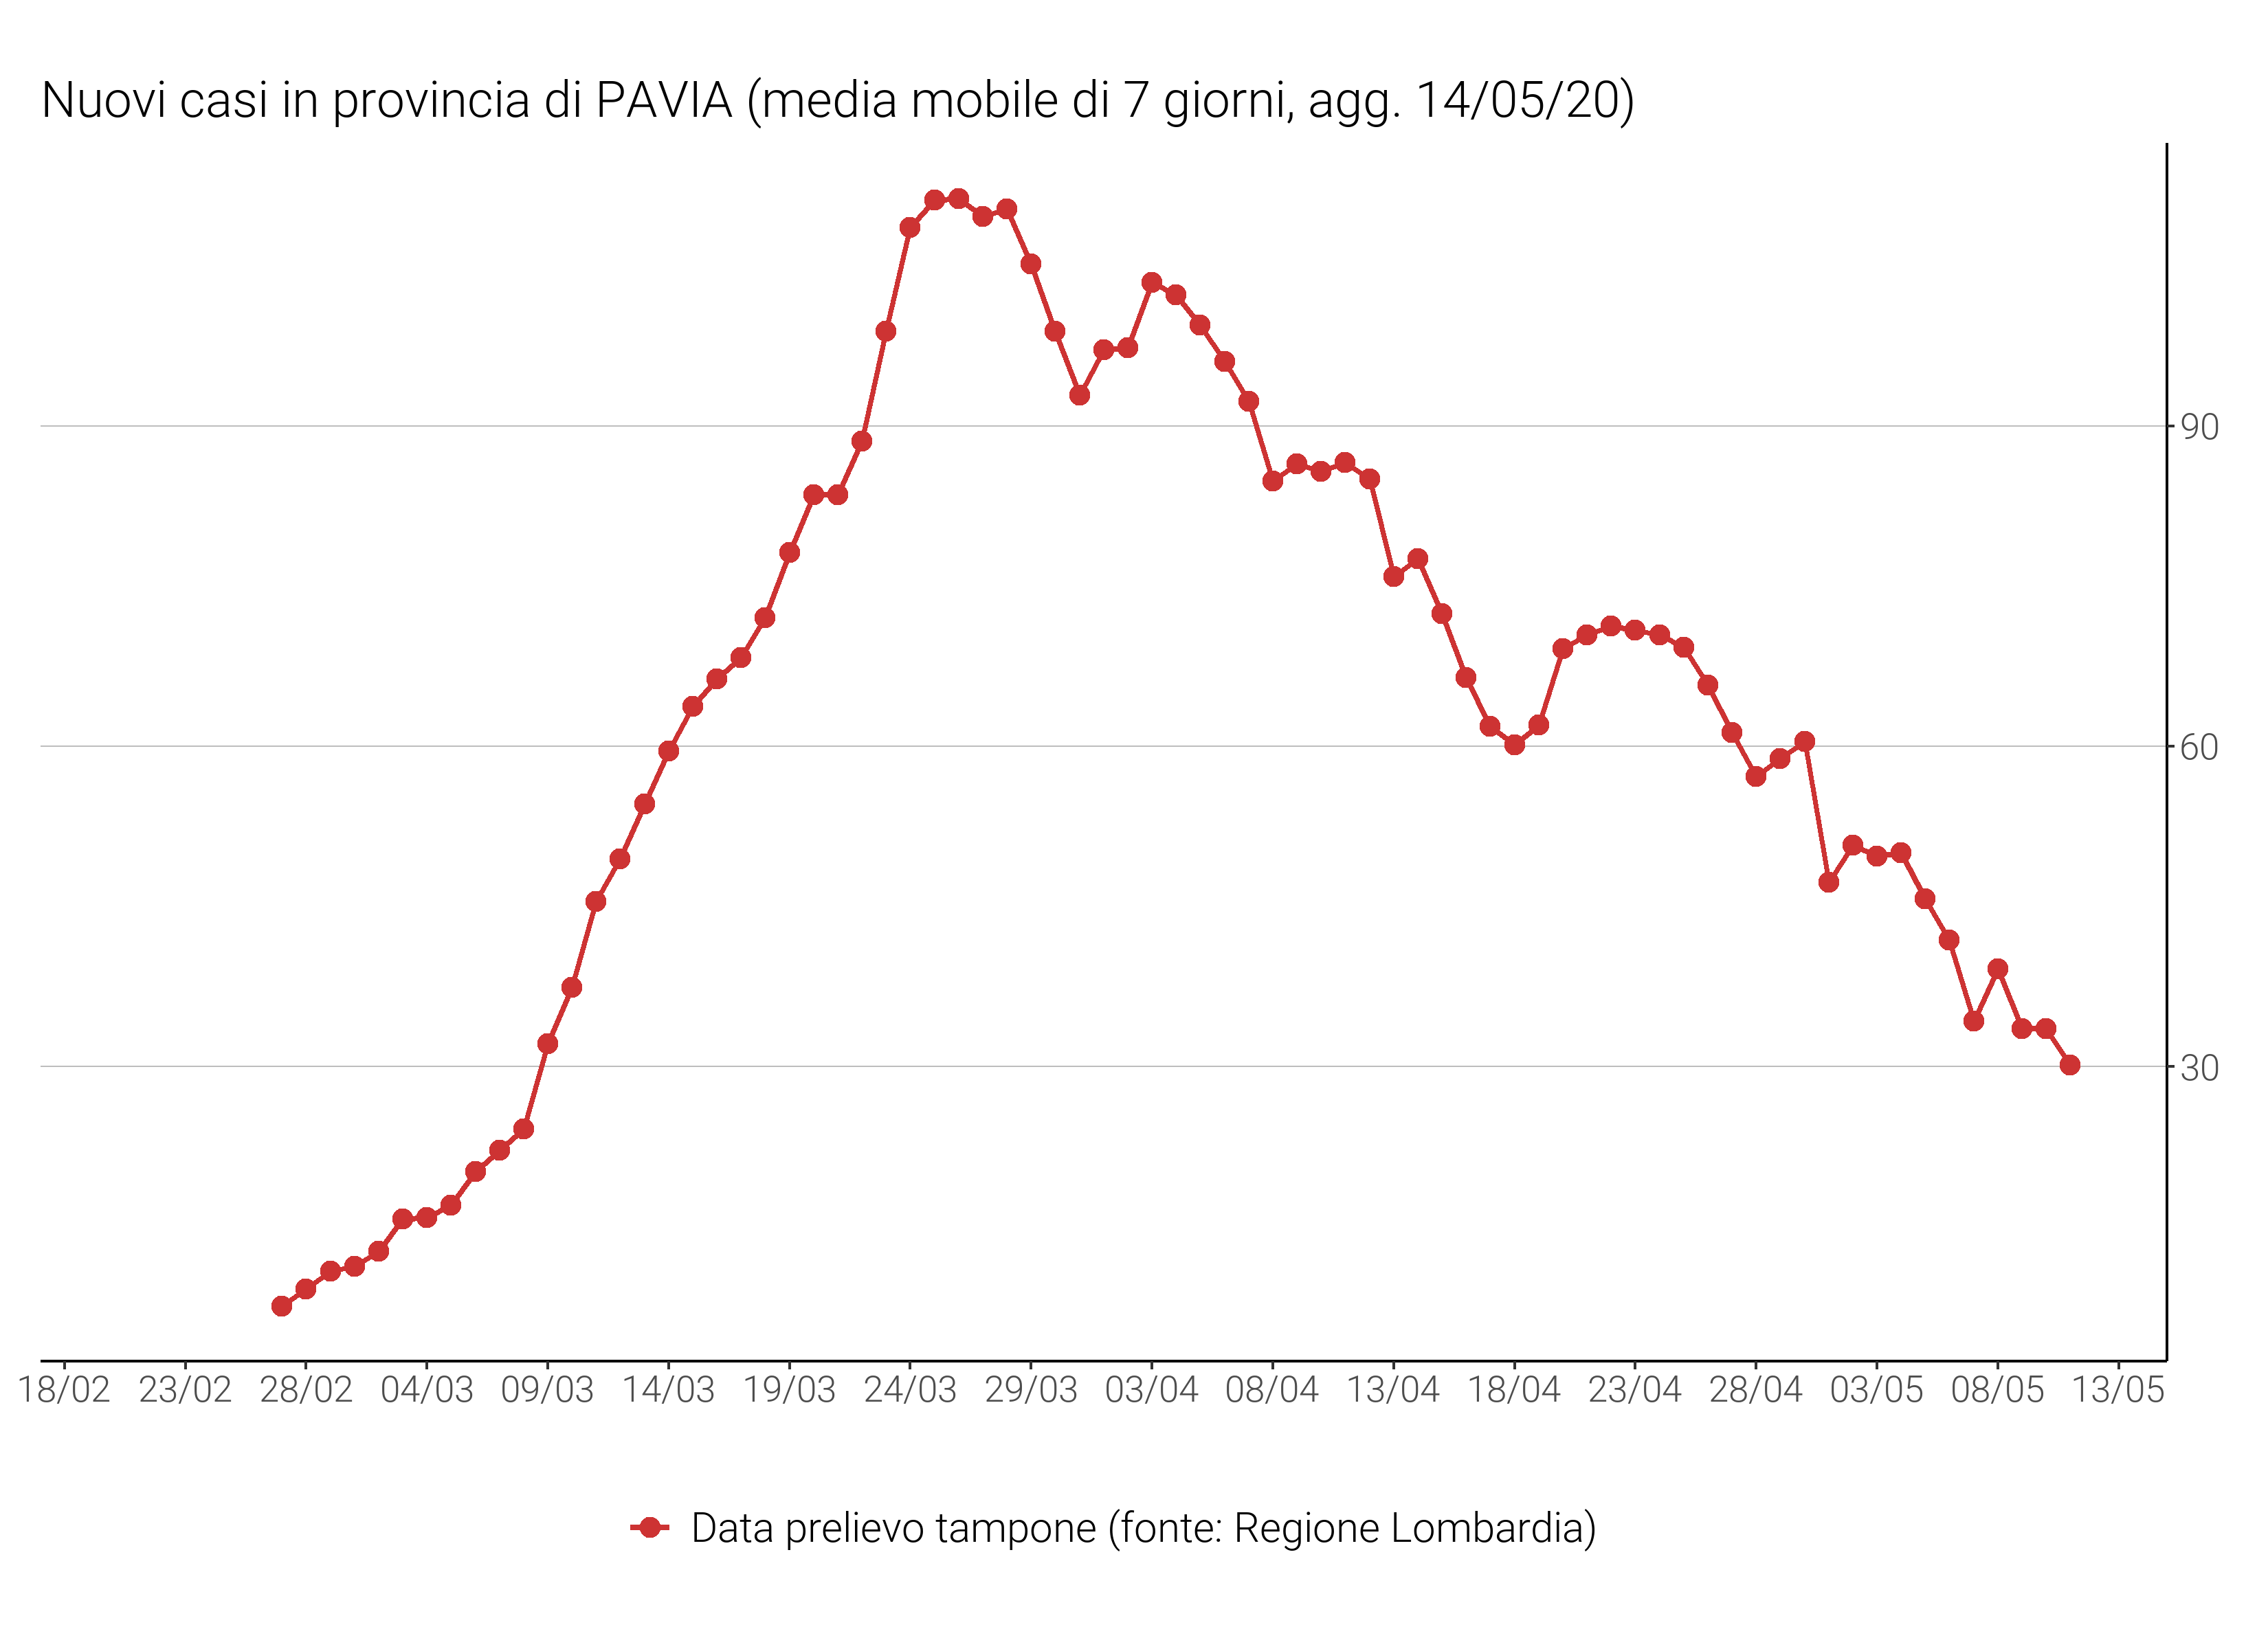 Nuovi casi in provincia di PAVIA (media mobile di 7 giorni, agg. 14/05/20)
90
60
30
18/02 23/02 28/02 04/03 09/03 14/03 19/03 24/03 29/03 03/04 08/04 13/04 18/04 23/04 28/04 03/05 08/05 13/05
Data prelievo tampone (fonte: Regione Lombardia)